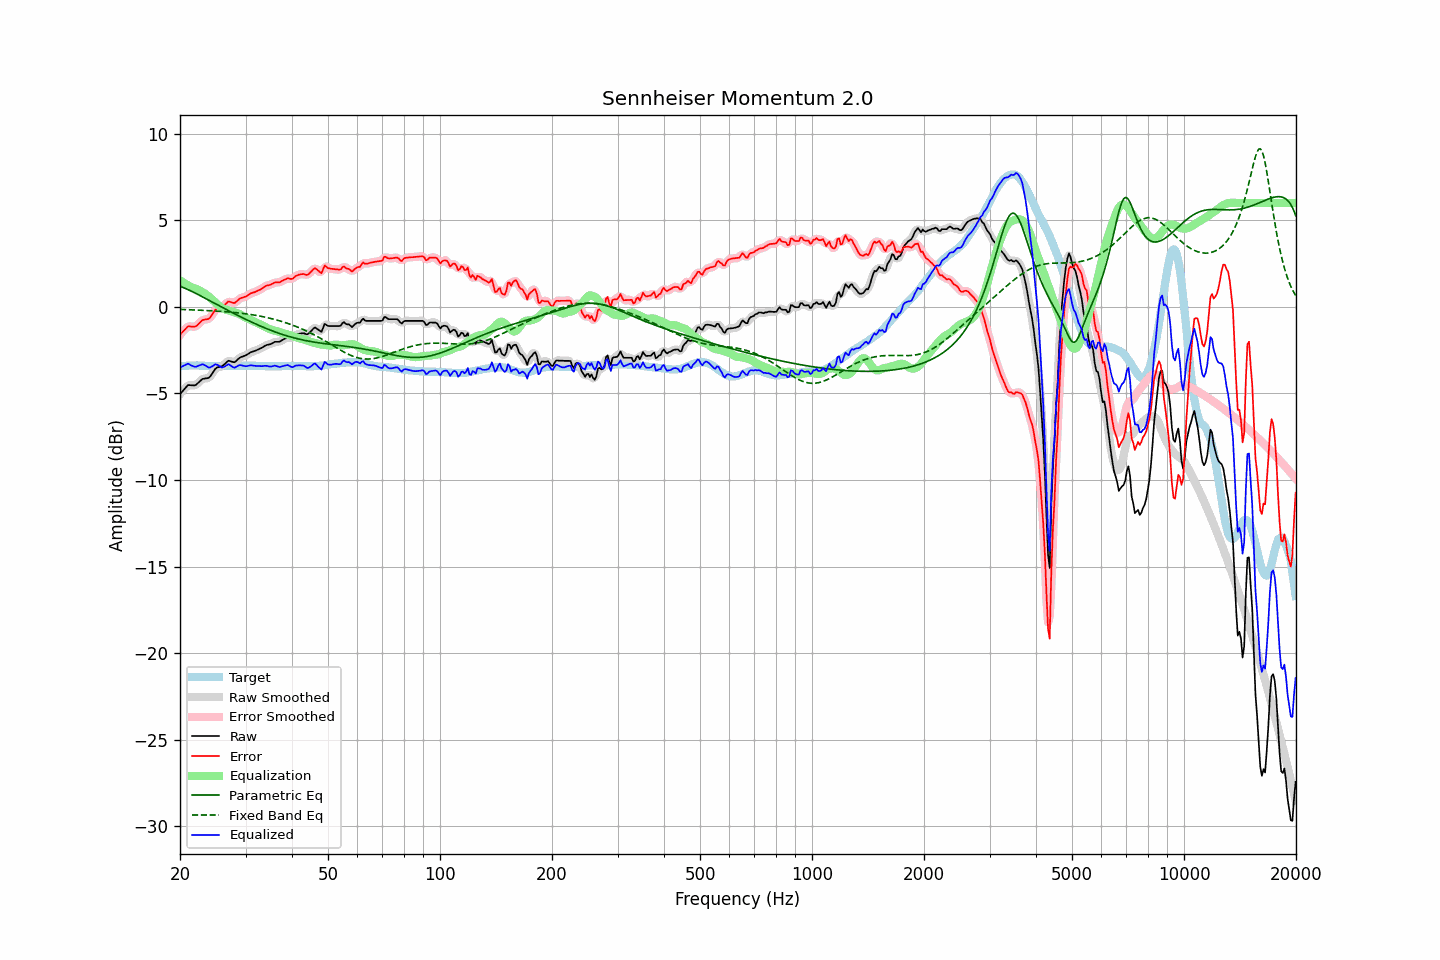 Sennheiser Momentum 2.0
Amplitude (dBr)
10
5
0
−5
−10
−15
−20
−25
−30
Target
Raw Smoothed
Error Smoothed
Raw
Error
Equalization
Parametric Eq
Fixed Band Eq
Equalized
20 50 100 200 500 1000 2000 5000 10000 20000
Frequency (Hz)